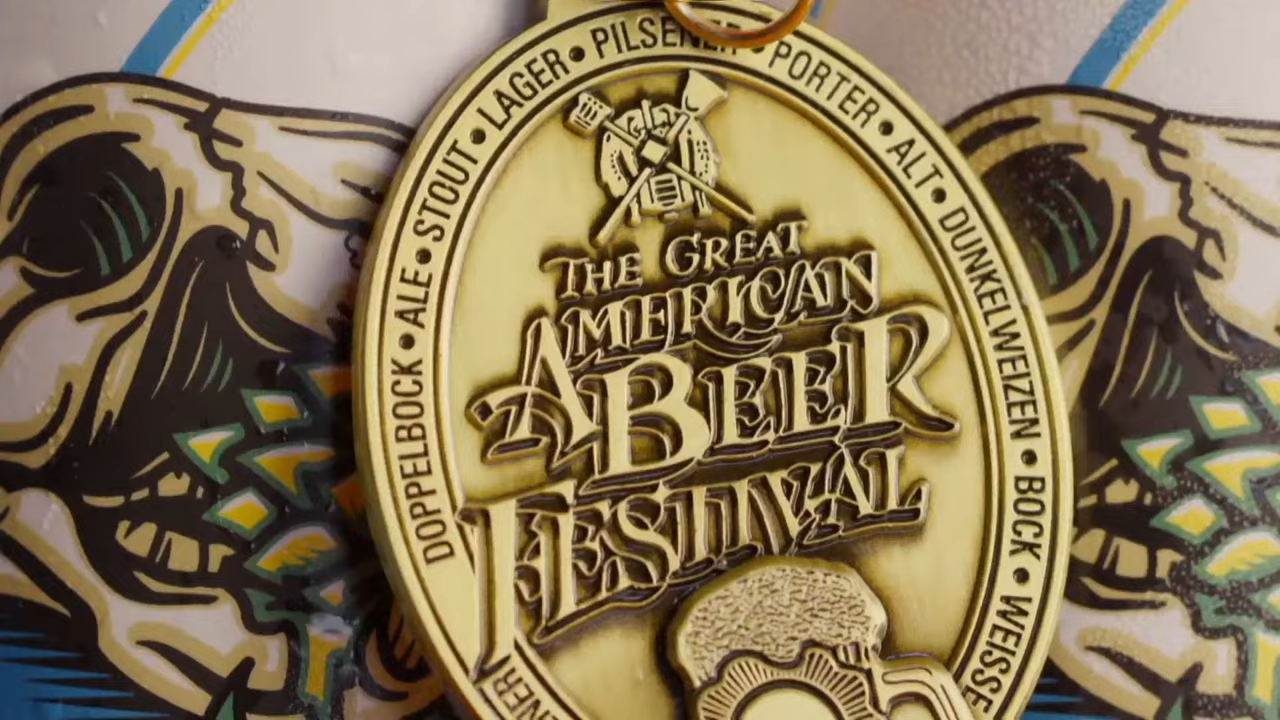 DOPPELBOCK • ALE • STOUT • LAGER • PILSENER • PORTER • ALT • DUNKELWEIZEN • BOCK • WEISSE
THE GREAT
AMERICAN
BEER
FESTIVAL